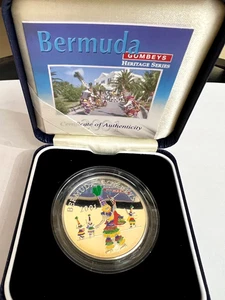 Bermuda
GOMBEYS
HERITAGE SERIES
Certificate of Authenticity